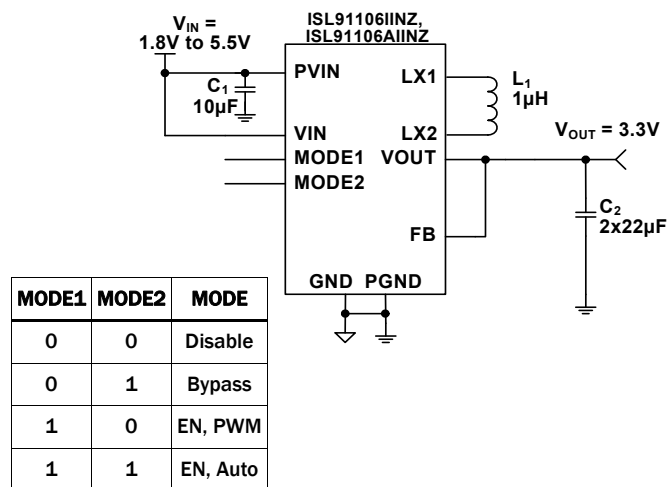 ISL91106IINZ,
ISL91106AIINZ
V_IN =
1.8V to 5.5V
PVIN
LX1
L₁
1µH
C₁
10µF
VIN
LX2
V_OUT = 3.3V
MODE1
VOUT
MODE2
C₂
2x22µF
FB
GND PGND
MODE1 MODE2 MODE
0 0 Disable
0 1 Bypass
1 0 EN, PWM
1 1 EN, Auto